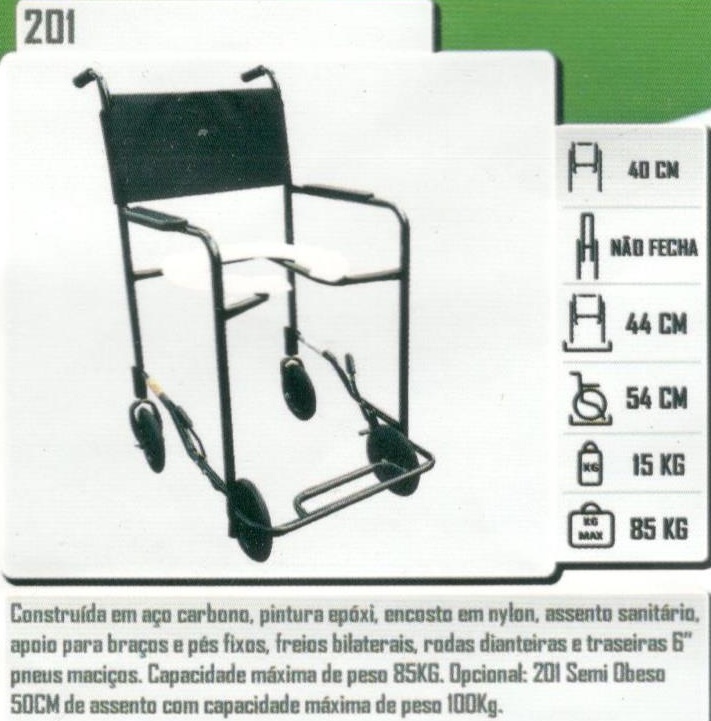 201
40 CM
NÃO FECHA
44 CM
54 CM
KG
15 KG
KG
MAX
85 KG
Construída em aço carbono, pintura epóxi, encosto em nylon, assento sanitário,
apoio para braços e pés fixos, freios bilaterais, rodas dianteiras e traseiras 6"
pneus maciços. Capacidade máxima de peso 85KG. Opcional: 201 Semi Obeso
50CM de assento com capacidade máxima de peso 100Kg.